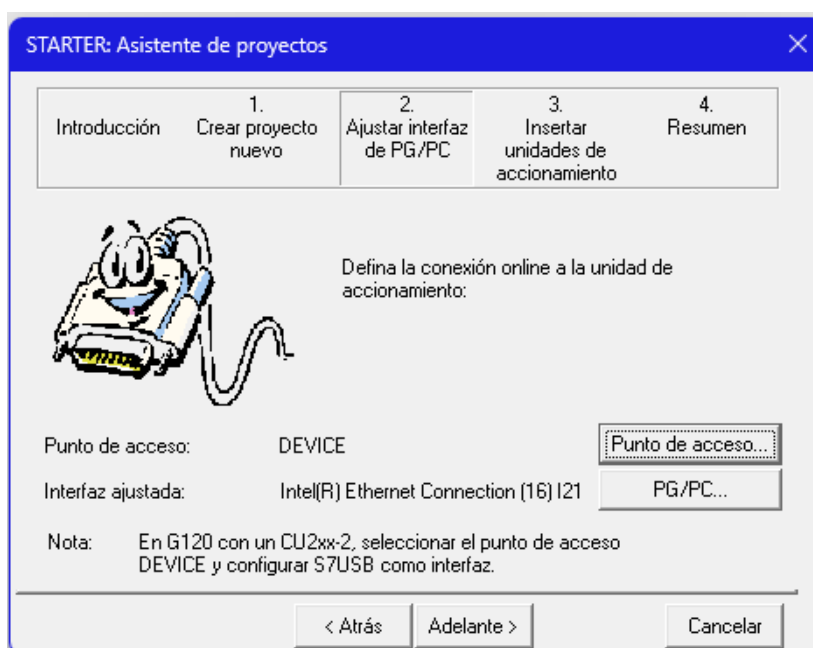 STARTER: Asistente de proyectos
Introducción
1.
Crear proyecto
nuevo
2.
Ajustar interfaz
de PG/PC
3.
Insertar
unidades de
accionamiento
4.
Resumen
Defina la conexión online a la unidad de
accionamiento:
Punto de acceso: DEVICE Punto de acceso...
Interfaz ajustada: Intel(R) Ethernet Connection (16) I21 PG/PC...
Nota: En G120 con un CU2xx-2, seleccionar el punto de acceso
DEVICE y configurar S7USB como interfaz.
< Atrás Adelante > Cancelar